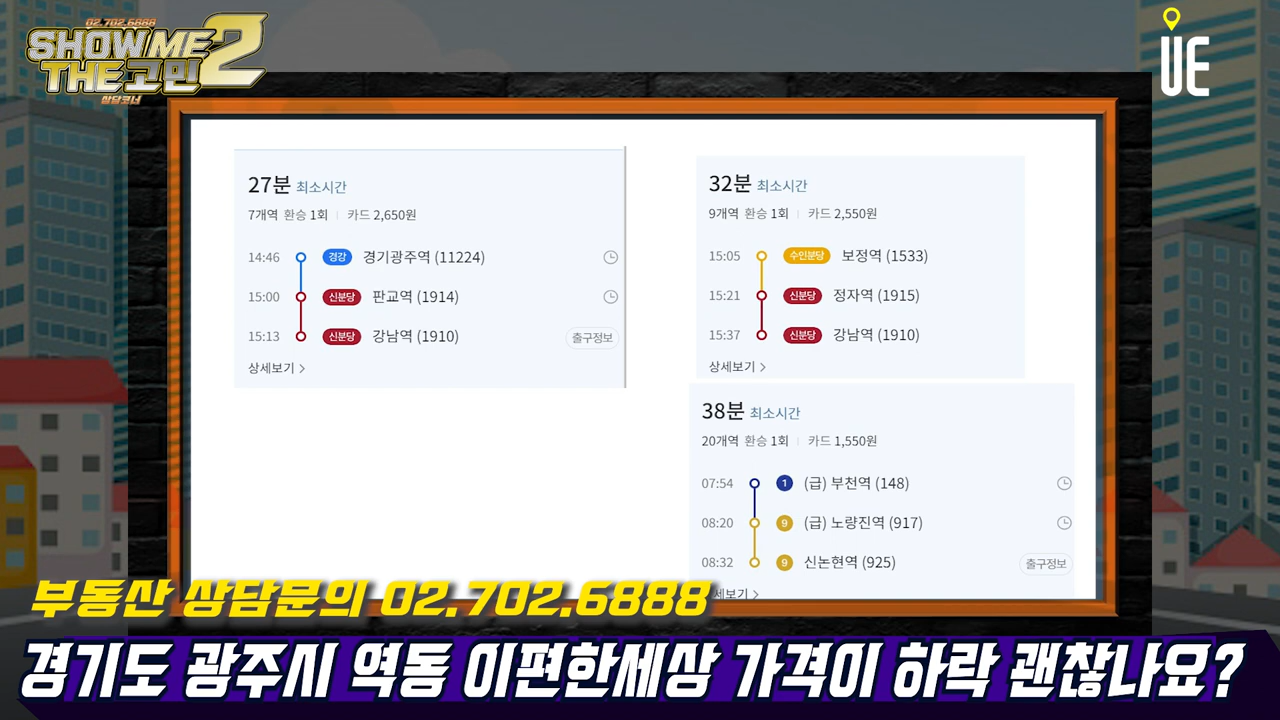 02.702.6888
SHOW ME
THE고민2
상담코너
UE
27분 최소시간
7개역 환승 1회 | 카드 2,650원
14:46 경강 경기광주역 (11224)
15:00 신분당 판교역 (1914)
15:13 신분당 강남역 (1910) 출구정보
상세보기 >
32분 최소시간
9개역 환승 1회 | 카드 2,550원
15:05 수인분당 보정역 (1533)
15:21 신분당 정자역 (1915)
15:37 신분당 강남역 (1910)
상세보기 >
38분 최소시간
20개역 환승 1회 | 카드 1,550원
07:54 1 (급) 부천역 (148)
08:20 9 (급) 노량진역 (917)
08:32 9 신논현역 (925) 출구정보
세보기 >
부동산 상담문의 02.702.6888
경기도 광주시 역동 이편한세상 가격이 하락 괜찮나요?